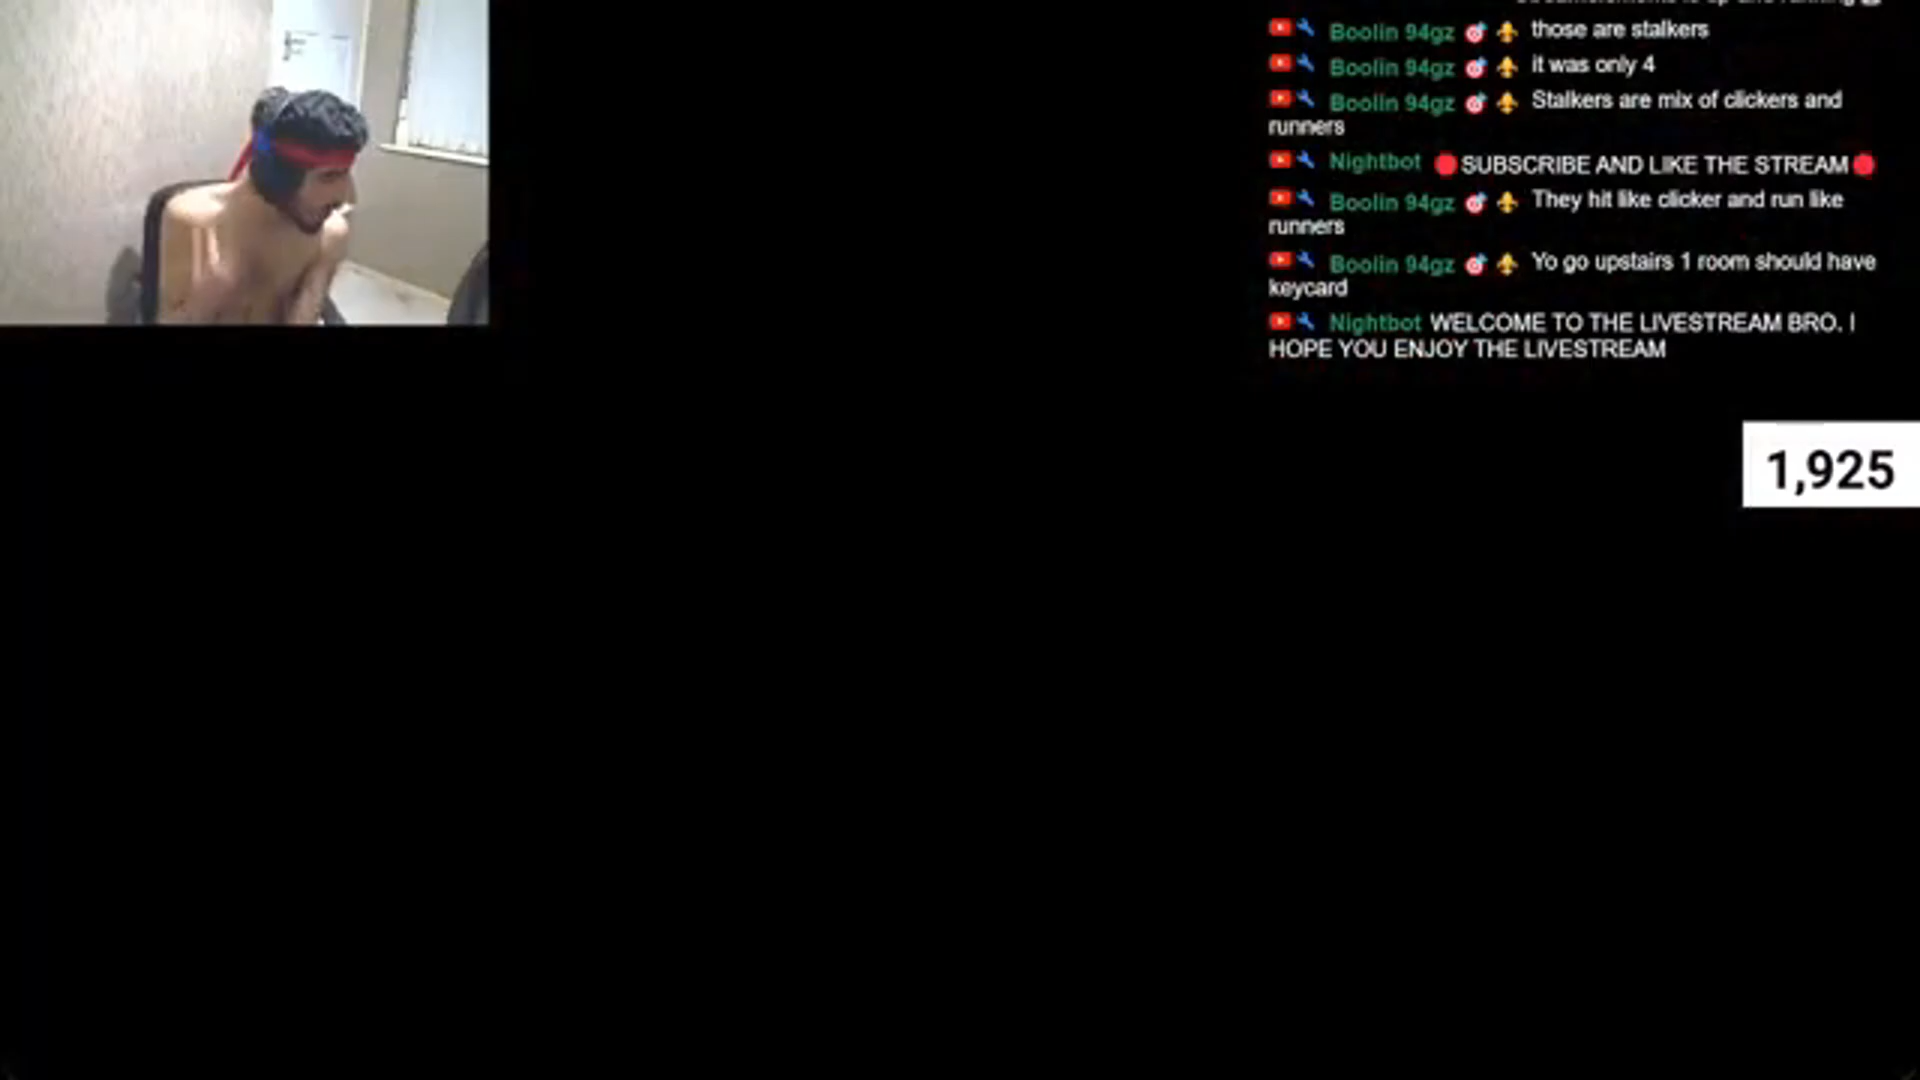 Boolin 94gz those are stalkers
Boolin 94gz it was only 4
Boolin 94gz Stalkers are mix of clickers and
runners
Nightbot SUBSCRIBE AND LIKE THE STREAM
Boolin 94gz They hit like clicker and run like
runners
Boolin 94gz Yo go upstairs 1 room should have
keycard
Nightbot WELCOME TO THE LIVESTREAM BRO. I
HOPE YOU ENJOY THE LIVESTREAM
1,925